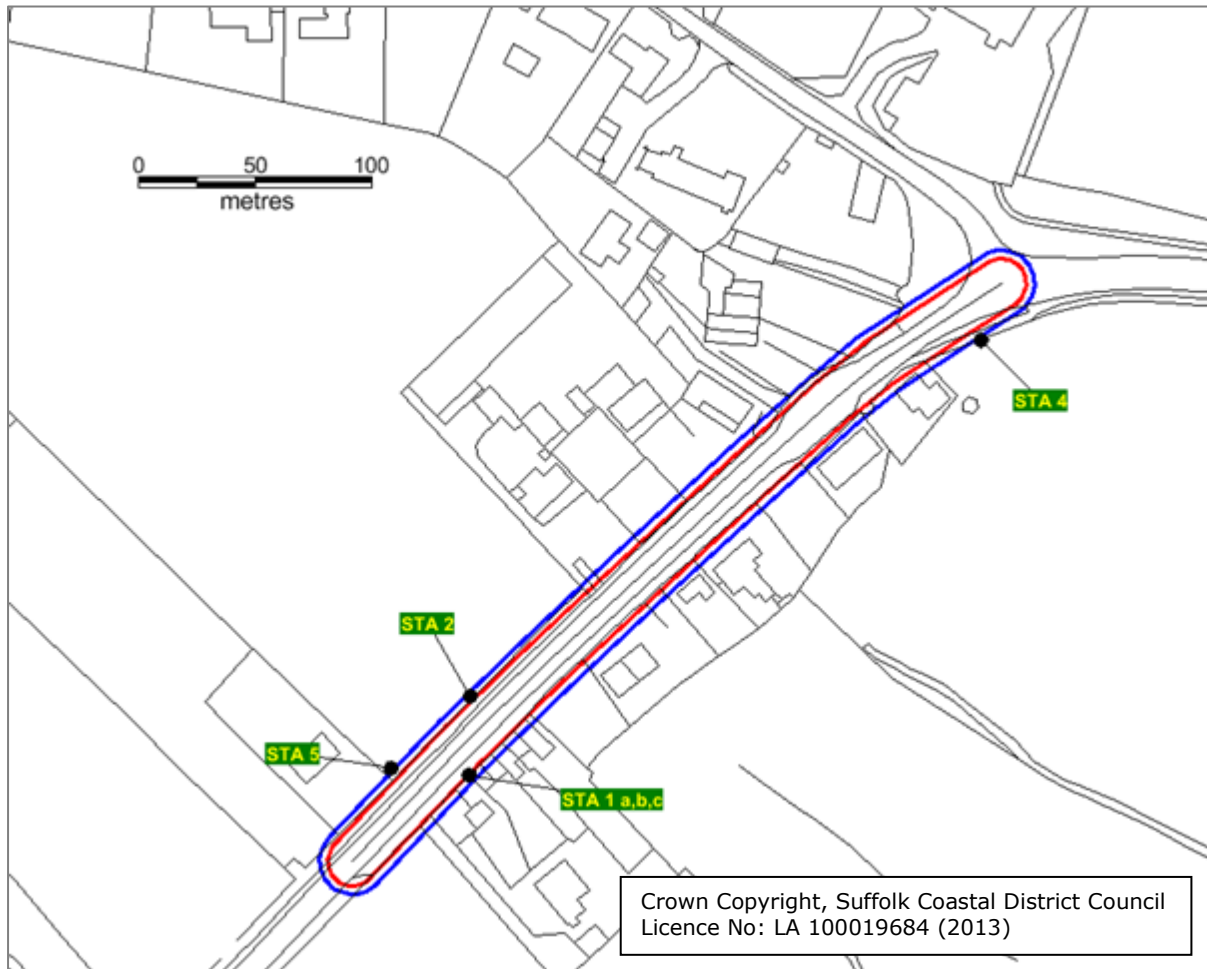 0 50 100
metres
STA 4
STA 2
STA 5
STA 1 a,b,c
Crown Copyright, Suffolk Coastal District Council
Licence No: LA 100019684 (2013)